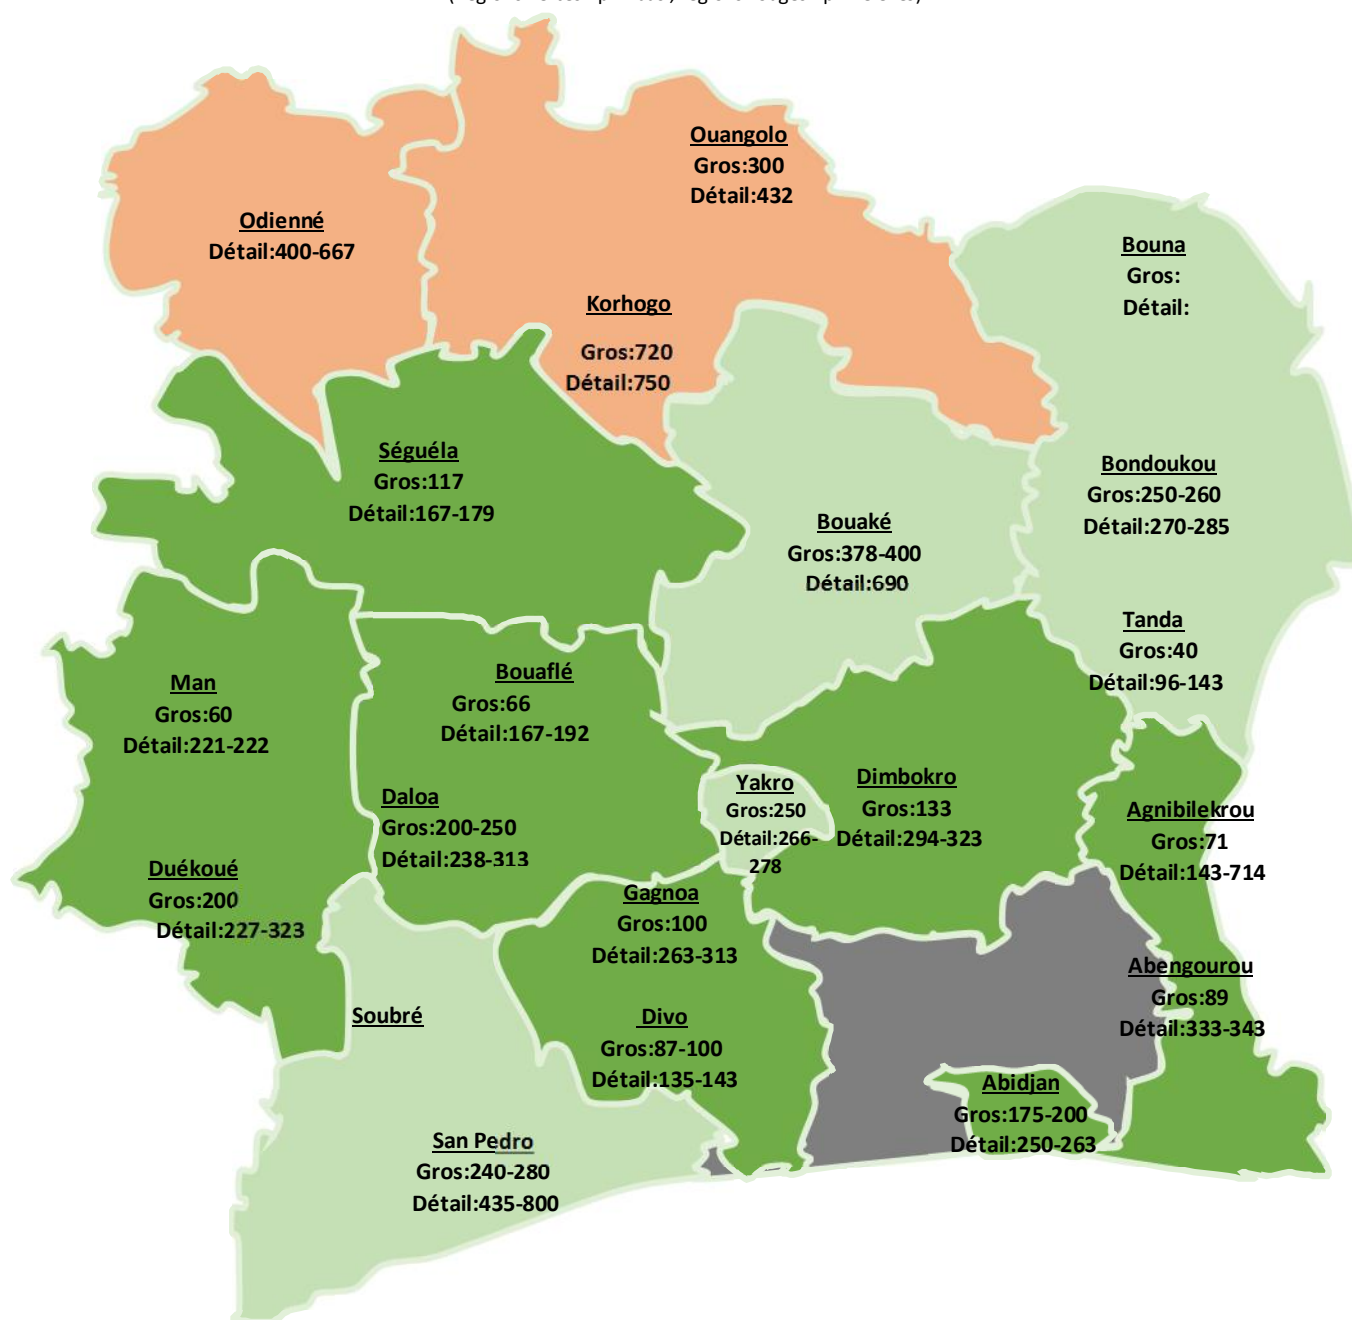 Ouangolo
Gros:300
Détail:432
Odienné
Détail:400-667
Bouna
Gros:
Détail:
Korhogo
Gros:720
Détail:750
Séguéla
Gros:117
Détail:167-179
Bondoukou
Gros:250-260
Détail:270-285
Bouaké
Gros:378-400
Détail:690
Tanda
Gros:40
Détail:96-143
Man
Gros:60
Détail:221-222
Bouaflé
Gros:66
Détail:167-192
Daloa
Gros:200-250
Détail:238-313
Yakro
Gros:250
Détail:266-
278
Dimbokro
Gros:133
Détail:294-323
Agnibilekrou
Gros:71
Détail:143-714
Duékoué
Gros:200
Détail:227-323
Gagnoa
Gros:100
Détail:263-313
Abengourou
Gros:89
Détail:333-343
Soubré
Divo
Gros:87-100
Détail:135-143
Abidjan
Gros:175-200
Détail:250-263
San Pedro
Gros:240-280
Détail:435-800